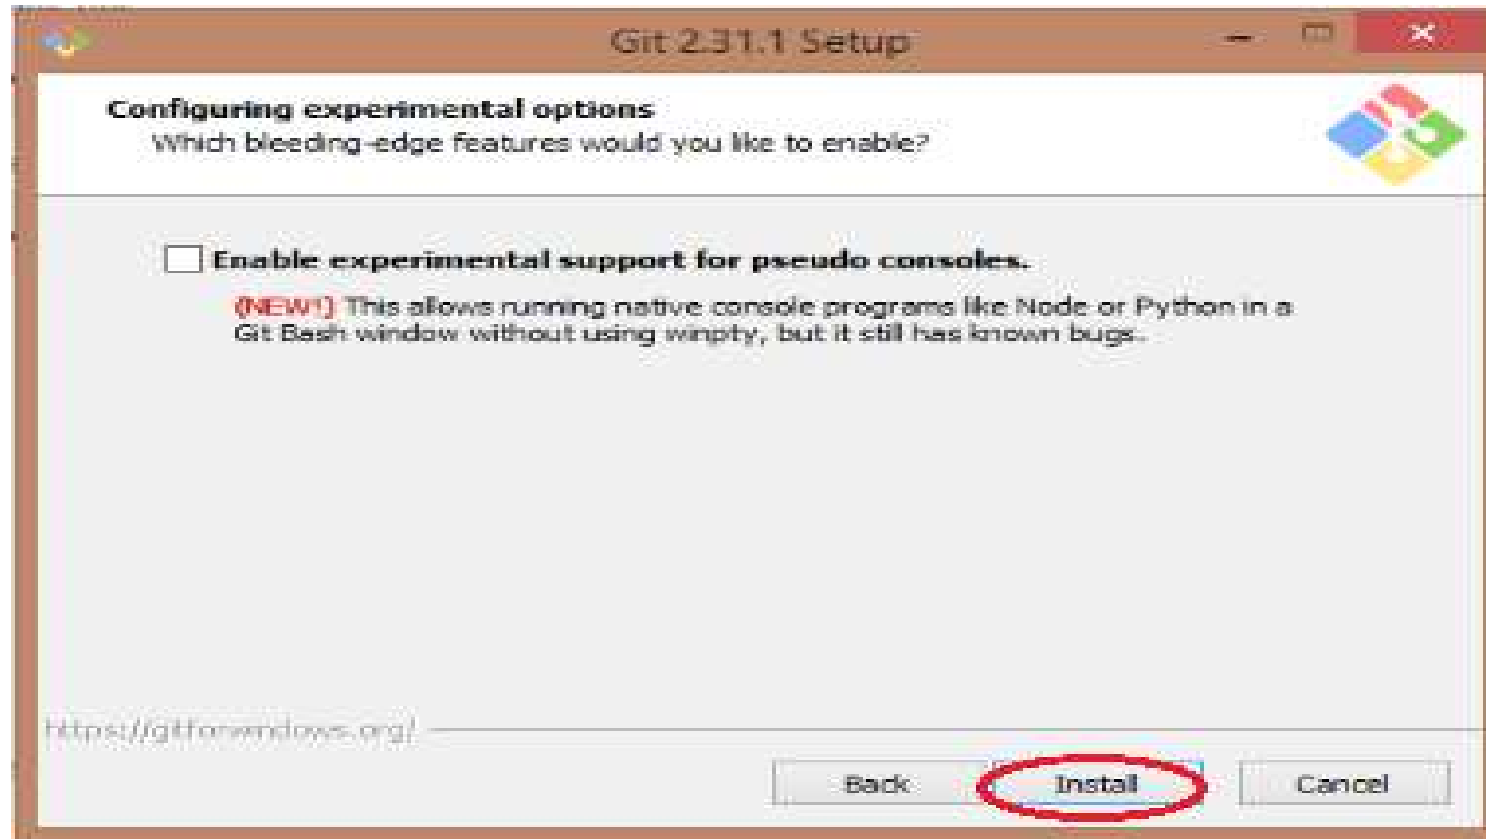 Git 2.31.1 Setup
Configuring experimental options
Which bleeding-edge features would you like to enable?
Enable experimental support for pseudo consoles.
(NEW!) This allows running native console programs like Node or Python in a
Git Bash window without using winpty, but it still has known bugs.
https://gitforwindows.org/
Back
Install
Cancel